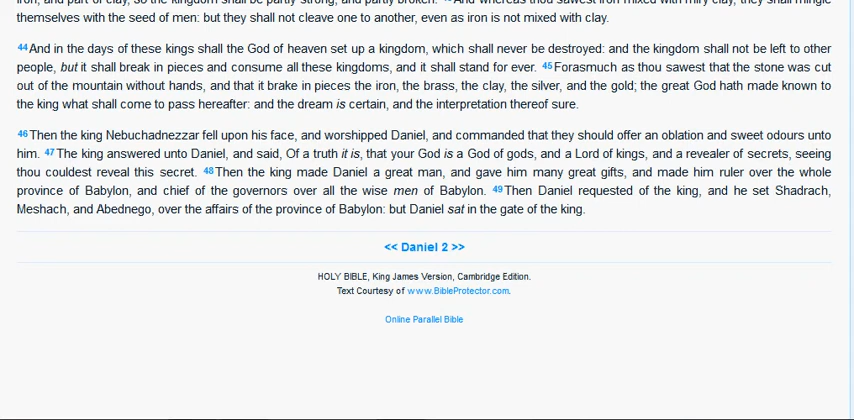 themselves with the seed of men: but they shall not cleave one to another, even as iron is not mixed with clay.
44And in the days of these kings shall the God of heaven set up a kingdom, which shall never be destroyed: and the kingdom shall not be left to other
people, but it shall break in pieces and consume all these kingdoms, and it shall stand for ever. 45Forasmuch as thou sawest that the stone was cut
out of the mountain without hands, and that it brake in pieces the iron, the brass, the clay, the silver, and the gold; the great God hath made known to
the king what shall come to pass hereafter: and the dream is certain, and the interpretation thereof sure.
46Then the king Nebuchadnezzar fell upon his face, and worshipped Daniel, and commanded that they should offer an oblation and sweet odours unto
him. 47The king answered unto Daniel, and said, Of a truth it is, that your God is a God of gods, and a Lord of kings, and a revealer of secrets, seeing
thou couldest reveal this secret. 48Then the king made Daniel a great man, and gave him many great gifts, and made him ruler over the whole
province of Babylon, and chief of the governors over all the wise men of Babylon. 49Then Daniel requested of the king, and he set Shadrach,
Meshach, and Abednego, over the affairs of the province of Babylon: but Daniel sat in the gate of the king.
<< Daniel 2 >>
HOLY BIBLE, King James Version, Cambridge Edition.
Text Courtesy of www.BibleProtector.com.
Online Parallel Bible